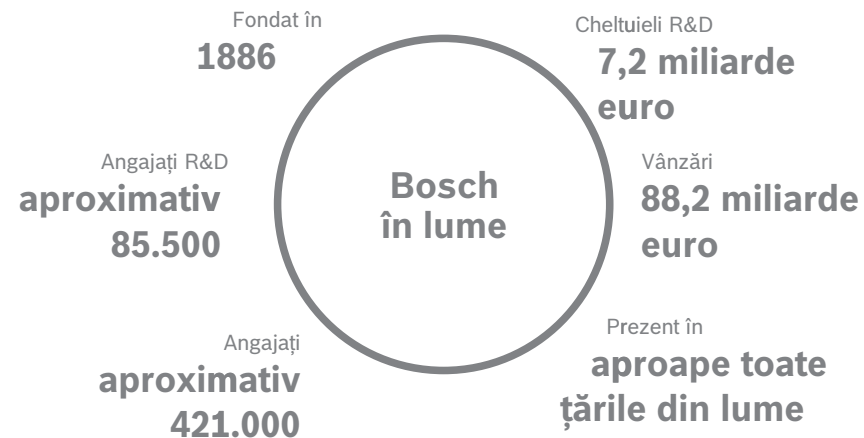 Fondat în
1886
Cheltuieli R&D
7,2 miliarde
euro
Angajați R&D
aproximativ
85.500
Bosch
în lume
Vânzări
88,2 miliarde
euro
Angajați
aproximativ
421.000
Prezent în
aproape toate
țările din lume